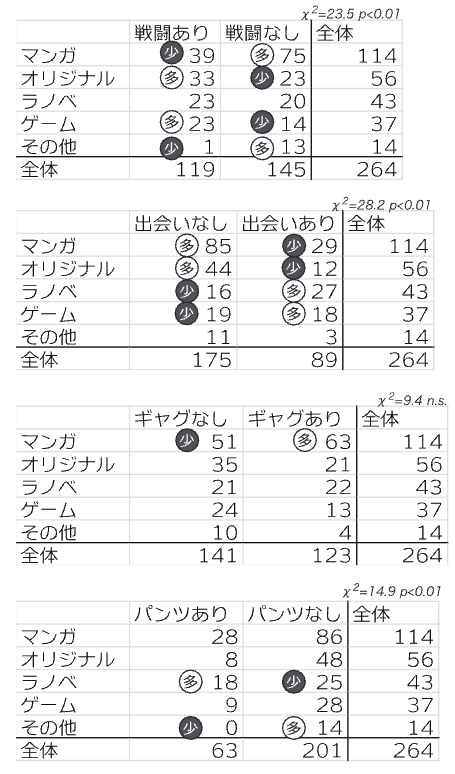 χ²=23.5 p<0.01
戦闘あり 戦闘なし 全体
マンガ 少 39 多 75 114
オリジナル 多 33 少 23 56
ラノベ 23 20 43
ゲーム 多 23 少 14 37
その他 少 1 多 13 14
全体 119 145 264
χ²=28.2 p<0.01
出会いなし 出会いあり 全体
マンガ 多 85 少 29 114
オリジナル 多 44 少 12 56
ラノベ 少 16 多 27 43
ゲーム 少 19 多 18 37
その他 11 3 14
全体 175 89 264
χ²=9.4 n.s.
ギャグなし ギャグあり 全体
マンガ 少 51 多 63 114
オリジナル 35 21 56
ラノベ 21 22 43
ゲーム 24 13 37
その他 10 4 14
全体 141 123 264
χ²=14.9 p<0.01
パンツあり パンツなし 全体
マンガ 28 86 114
オリジナル 8 48 56
ラノベ 多 18 少 25 43
ゲーム 9 28 37
その他 少 0 多 14 14
全体 63 201 264